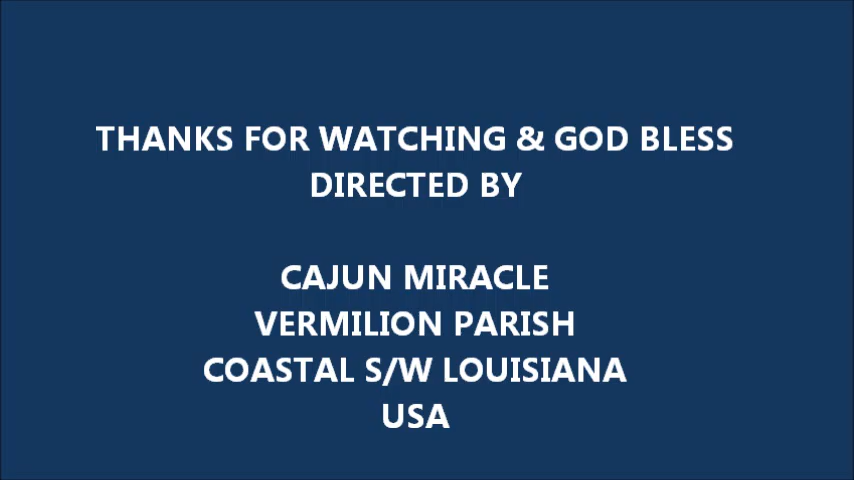 THANKS FOR WATCHING & GOD BLESS
DIRECTED BY
CAJUN MIRACLE
VERMILION PARISH
COASTAL S/W LOUISIANA
USA